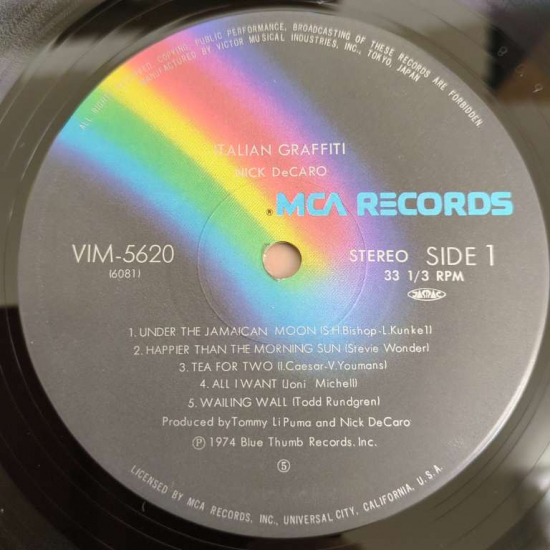 COPYING, PUBLIC PERFORMANCE, BROADCASTING OF THESE RECORDS ARE FORBIDDEN.
MANUFACTURED BY VICTOR MUSICAL INDUSTRIES, INC., TOKYO, JAPAN
ITALIAN GRAFFITI
NICK DeCARO
® MCA RECORDS
VIM-5620
(6081)
STEREO SIDE 1
33 1/3 RPM
JASRAC
1. UNDER THE JAMAICAN MOON (S.H.Bishop-L.Kunkel)
2. HAPPIER THAN THE MORNING SUN (Stevie Wonder)
3. TEA FOR TWO (I.Caesar-V.Youmans)
4. ALL I WANT (Joni Michell)
5. WAILING WALL (Todd Rundgren)
Produced by Tommy LiPuma and Nick DeCaro
Ⓟ 1974 Blue Thumb Records, Inc.
⑤
LICENSED BY MCA RECORDS, INC., UNIVERSAL CITY, CALIFORNIA, U.S.A.